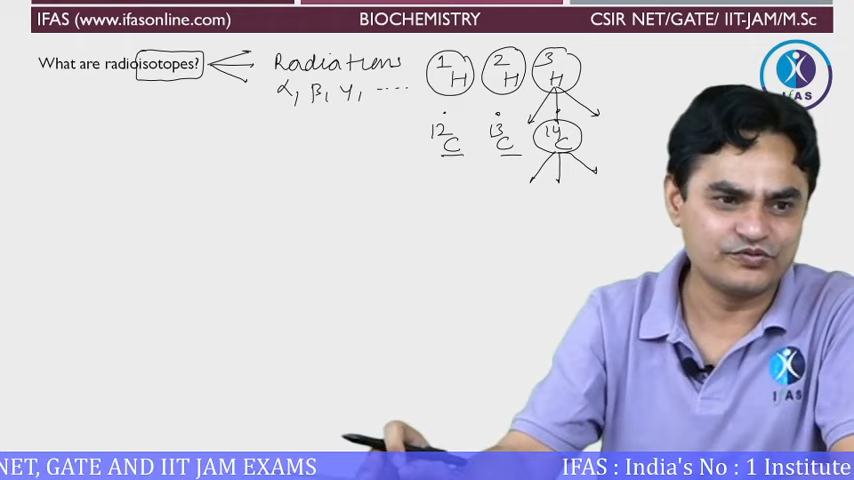 IFAS (www.ifasonline.com) BIOCHEMISTRY CSIR NET/GATE/ IIT-JAM/M.Sc
What are radioisotopes? Radiations 1 H 2 H 3 H
α, β, γ, ....
12 C 13 C 14 C
IFAS
IFAS
NET, GATE AND IIT JAM EXAMS IFAS : India's No : 1 Institute